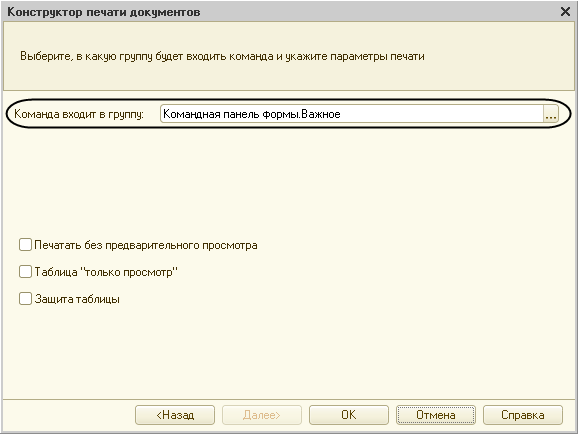 Конструктор печати документов
Выберите, в какую группу будет входить команда и укажите параметры печати
Команда входит в группу: Командная панель формы.Важное ...
Печатать без предварительного просмотра
Таблица "только просмотр"
Защита таблицы
<Назад Далее> OK Отмена Справка